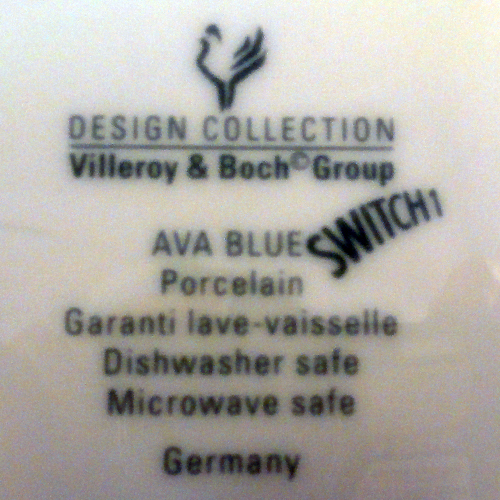 DESIGN COLLECTION
Villeroy & Boch© Group
SWITCH1
AVA BLUE
Porcelain
Garanti lave-vaisselle
Dishwasher safe
Microwave safe
Germany